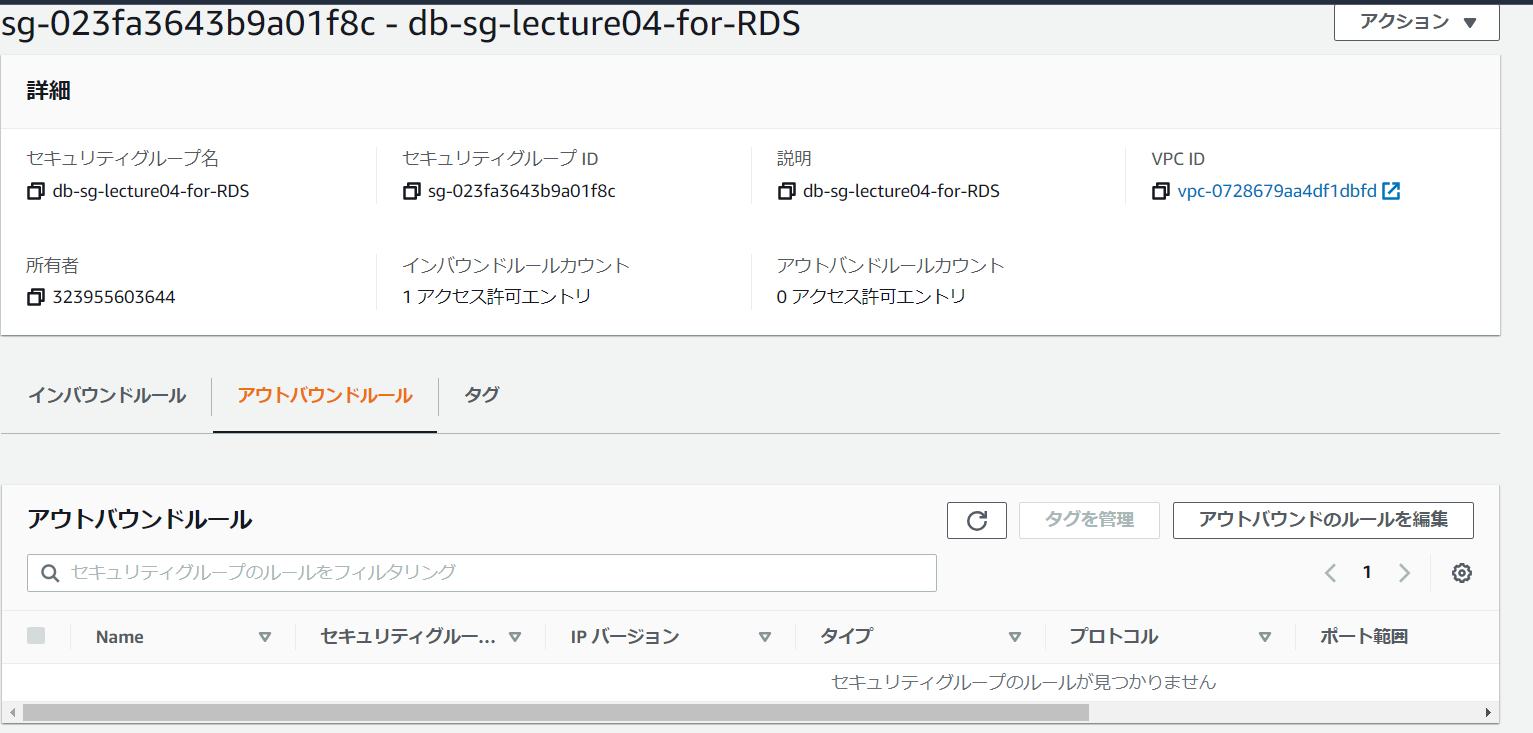 sg-023fa3643b9a01f8c - db-sg-lecture04-for-RDS
アクション
詳細
セキュリティグループ名
セキュリティグループ ID
説明
VPC ID
db-sg-lecture04-for-RDS
sg-023fa3643b9a01f8c
db-sg-lecture04-for-RDS
vpc-0728679aa4df1dbfd
所有者
インバウンドルールカウント
アウトバンドルールカウント
323955603644
1 アクセス許可エントリ
0 アクセス許可エントリ
インバウンドルール
アウトバウンドルール
タグ
アウトバウンドルール
タグを管理
アウトバウンドのルールを編集
セキュリティグループのルールをフィルタリング
1
Name
セキュリティグルー...
IP バージョン
タイプ
プロトコル
ポート範囲
セキュリティグループのルールが見つかりません